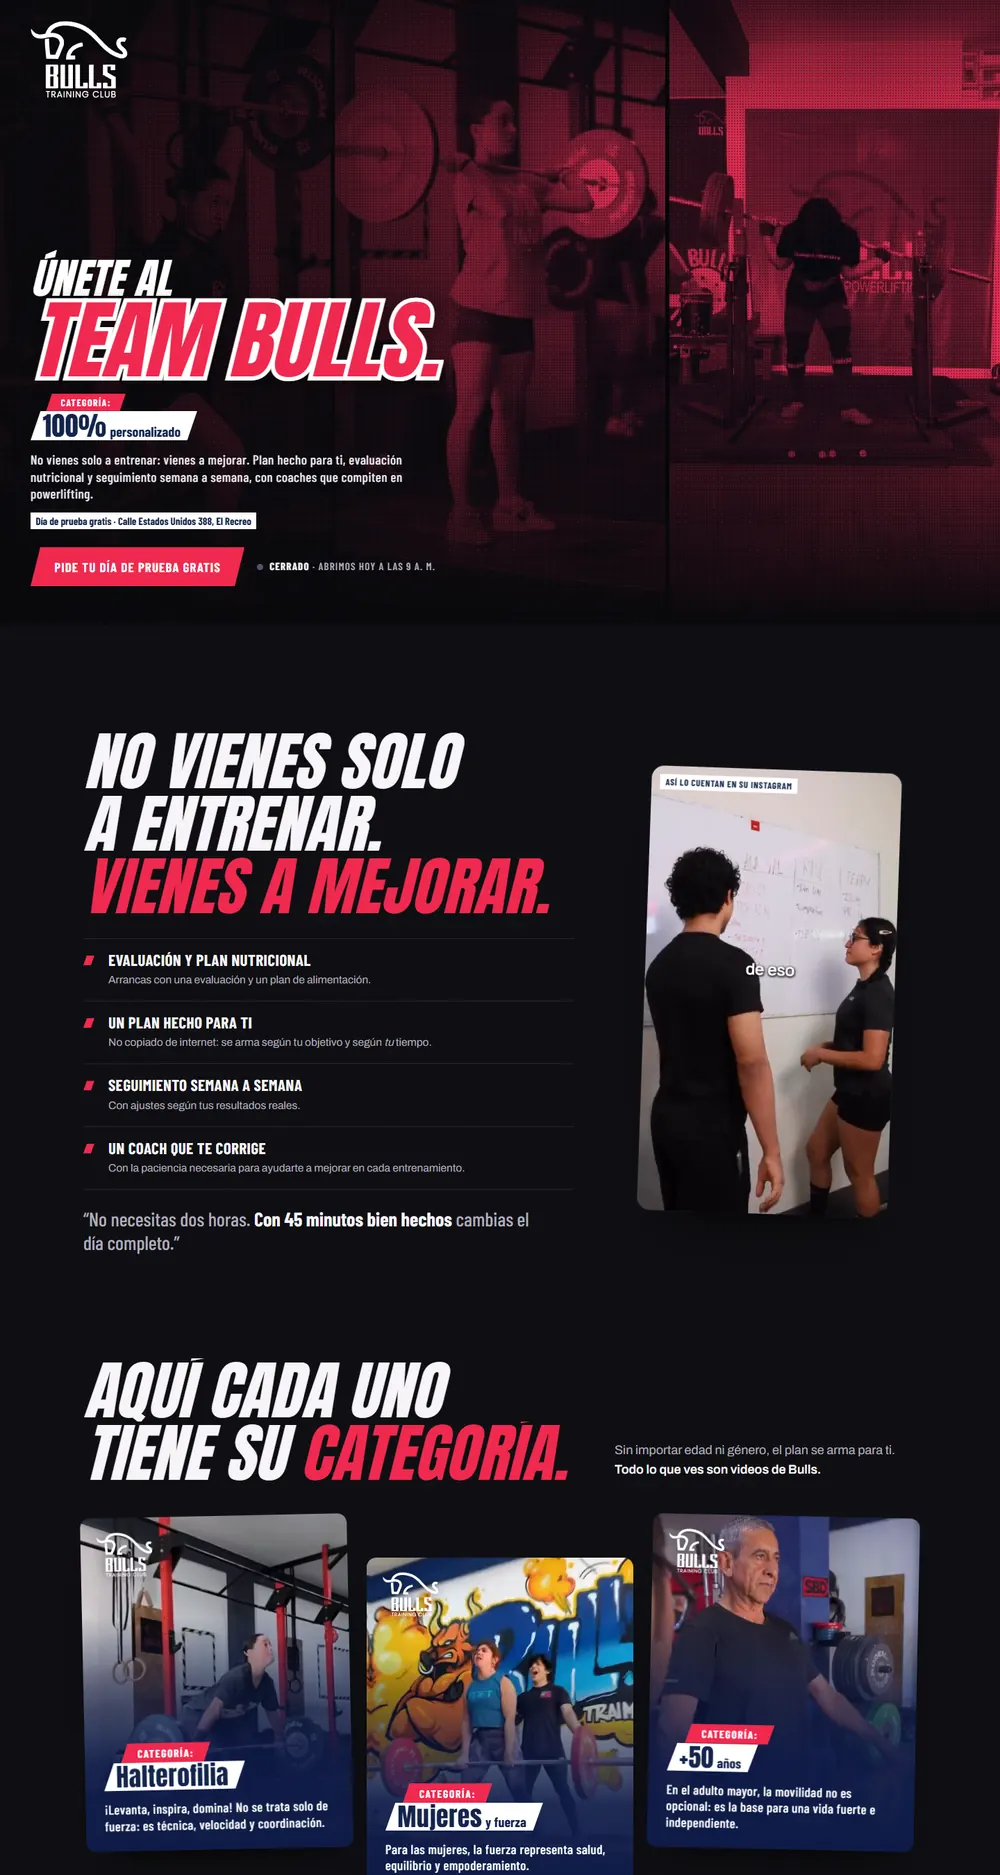 BULLS
TRAINING CLUB
BULLS
BULL
POWERLIFTI
ÚNETE AL
TEAM BULLS.
CATEGORÍA:
100% personalizado
No vienes solo a entrenar: vienes a mejorar. Plan hecho para ti, evaluación
nutricional y seguimiento semana a semana, con coaches que compiten en
powerlifting.
Día de prueba gratis · Calle Estados Unidos 388, El Recreo
PIDE TU DÍA DE PRUEBA GRATIS
CERRADO · ABRIMOS HOY A LAS 9 A. M.
NO VIENES SOLO
A ENTRENAR.
VIENES A MEJORAR.
ASÍ LO CUENTAN EN SU INSTAGRAM
de eso
EVALUACIÓN Y PLAN NUTRICIONAL
Arrancas con una evaluación y un plan de alimentación.
UN PLAN HECHO PARA TI
No copiado de internet: se arma según tu objetivo y según tu tiempo.
SEGUIMIENTO SEMANA A SEMANA
Con ajustes según tus resultados reales.
UN COACH QUE TE CORRIGE
Con la paciencia necesaria para ayudarte a mejorar en cada entrenamiento.
“No necesitas dos horas. Con 45 minutos bien hechos cambias el
día completo.”
AQUÍ CADA UNO
TIENE SU CATEGORÍA.
Sin importar edad ni género, el plan se arma para ti.
Todo lo que ves son videos de Bulls.
BULLS
TRAINING CLUB
CATEGORÍA:
Halterofilia
¡Levanta, inspira, domina! No se trata solo de
fuerza: es técnica, velocidad y coordinación.
BULLS
TRAINING CLUB
CATEGORÍA:
Mujeres y fuerza
Para las mujeres, la fuerza representa salud,
equilibrio y empoderamiento.
BULLS
TRAINING CLUB
SBD
CATEGORÍA:
+50 años
En el adulto mayor, la movilidad no es
opcional: es la base para una vida fuerte e
independiente.